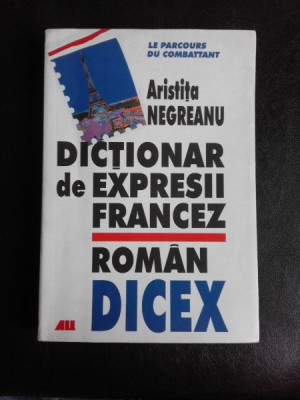 LE PARCOURS
DU COMBATTANT
Aristița
NEGREANU
DICȚIONAR
de EXPRESII
FRANCEZ
ROMÂN
DICEX
ALL